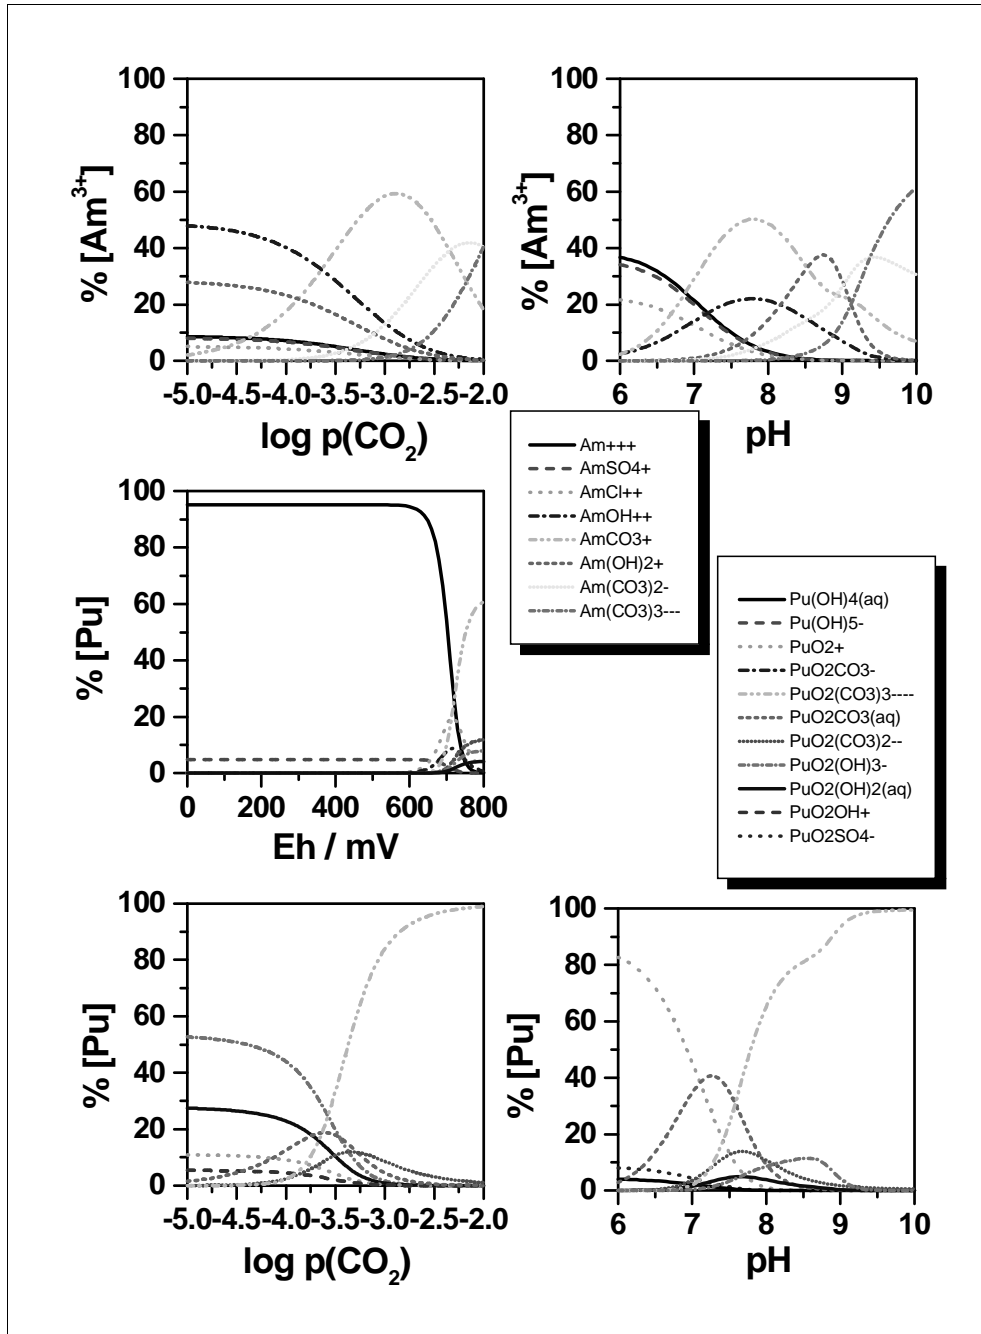 100
80
60
40
20
0
% [Am3+]
-5.0 -4.5 -4.0 -3.5 -3.0 -2.5 -2.0
log p(CO2)
100
80
60
40
20
0
% [Am3+]
6 7 8 9 10
pH
Am+++
AmSO4+
AmCl++
AmOH++
AmCO3+
Am(OH)2+
Am(CO3)2-
Am(CO3)3---
100
80
60
40
20
0
% [Pu]
0 200 400 600 800
Eh / mV
Pu(OH)4(aq)
Pu(OH)5-
PuO2+
PuO2CO3-
PuO2(CO3)3----
PuO2CO3(aq)
PuO2(CO3)2--
PuO2(OH)3-
PuO2(OH)2(aq)
PuO2OH+
PuO2SO4-
100
80
60
40
20
0
% [Pu]
-5.0 -4.5 -4.0 -3.5 -3.0 -2.5 -2.0
log p(CO2)
100
80
60
40
20
0
% [Pu]
6 7 8 9 10
pH